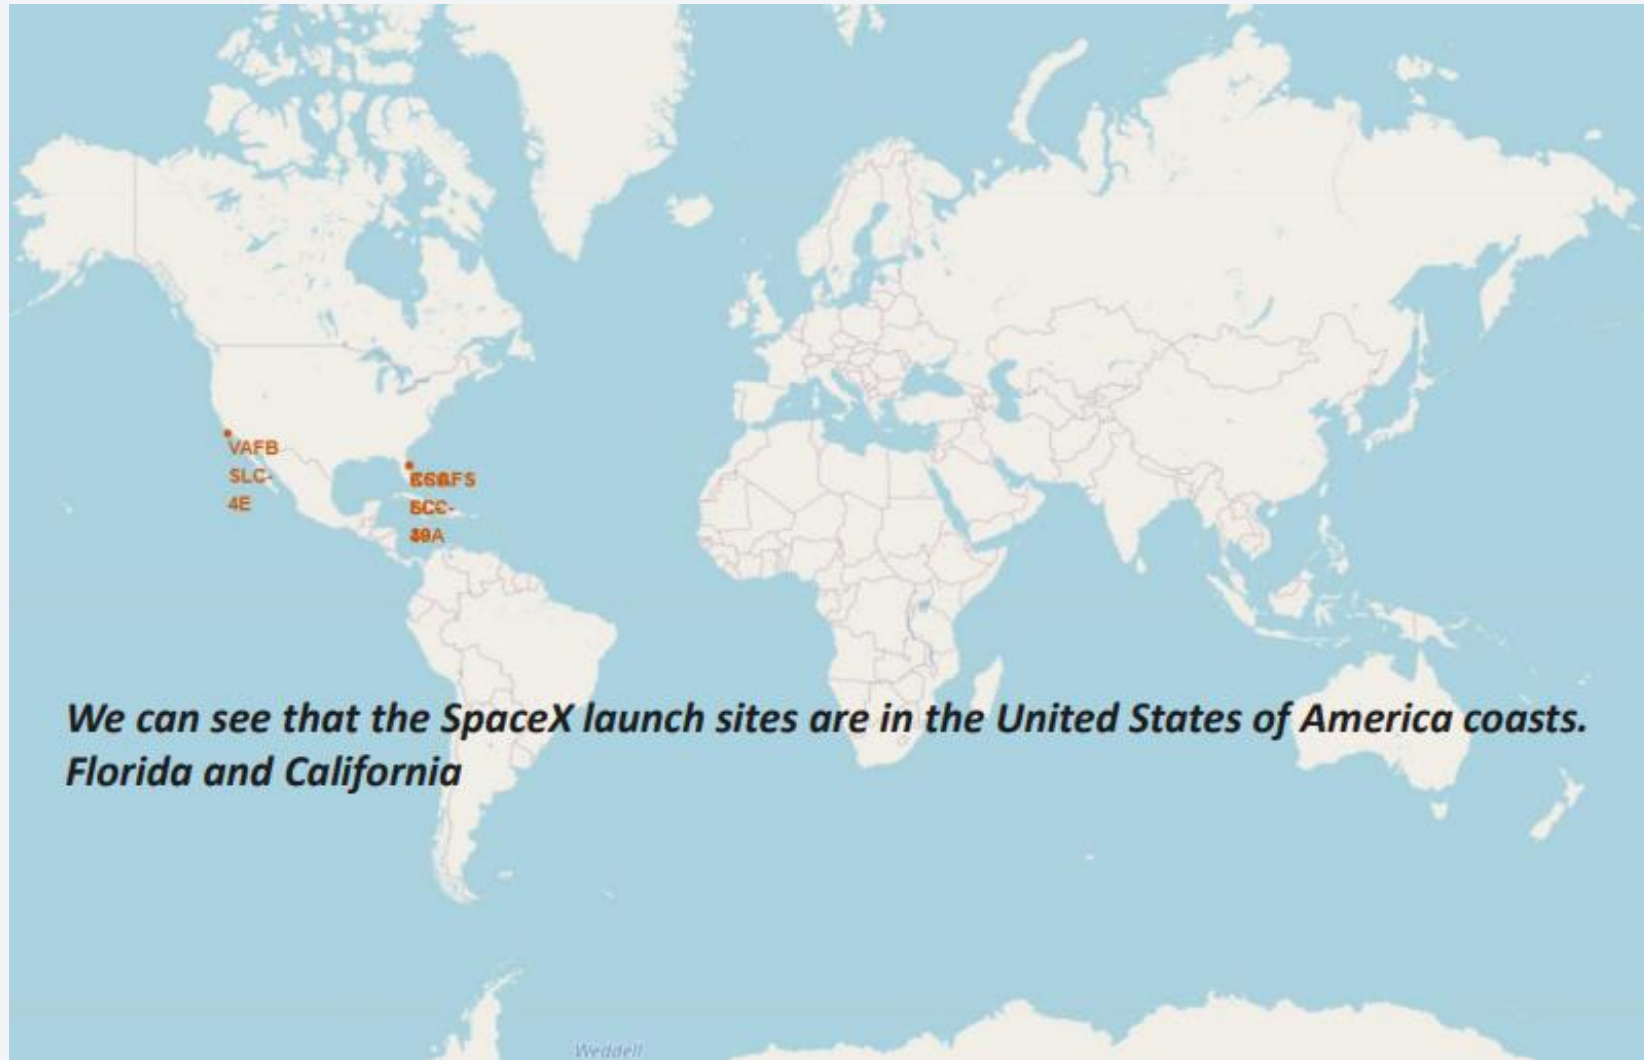 VAFB
SLC-
4E
We can see that the SpaceX launch sites are in the United States of America coasts.
Florida and California
Weddell